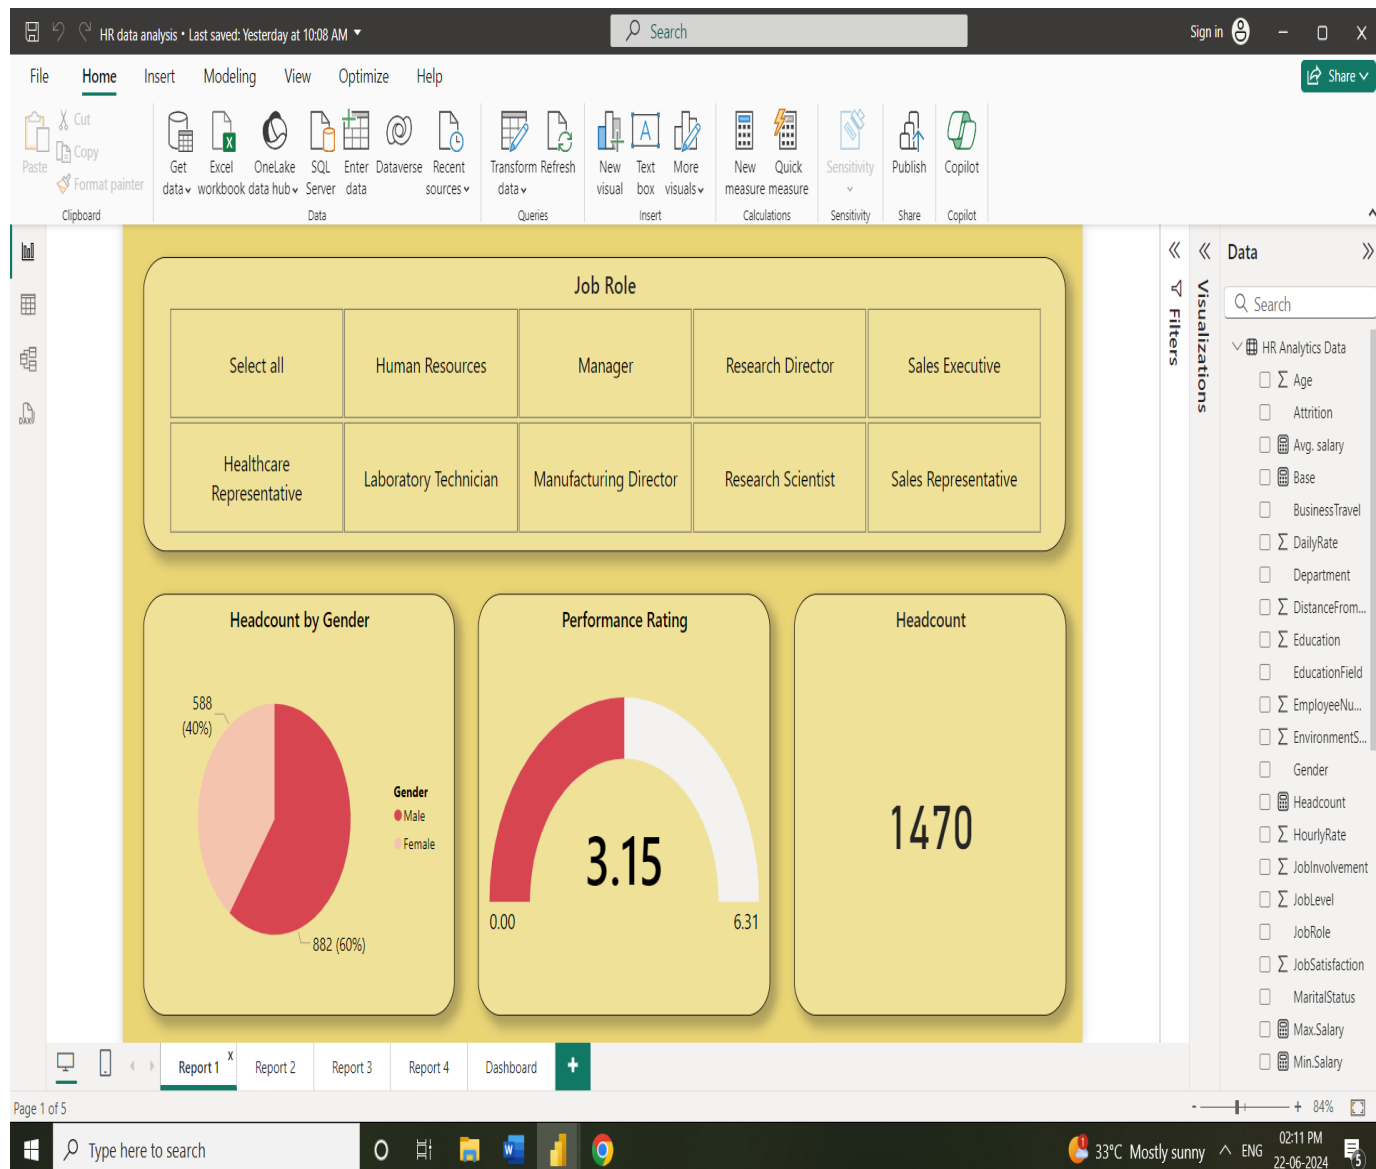 HR data analysis • Last saved: Yesterday at 10:08 AM
Search
Sign in
File Home Insert Modeling View Optimize Help
Share
Paste
Cut
Copy
Format painter
Clipboard
Get data
Excel workbook
OneLake data hub
SQL Server
Enter data
Dataverse
Recent sources
Data
Transform data
Refresh
Queries
New visual
Text box
More visuals
Insert
New measure
Quick measure
Calculations
Sensitivity
Sensitivity
Publish
Share
Copilot
Copilot
Job Role
Select all
Human Resources
Manager
Research Director
Sales Executive
Healthcare
Representative
Laboratory Technician
Manufacturing Director
Research Scientist
Sales Representative
Headcount by Gender
588
(40%)
882 (60%)
Gender
Male
Female
Performance Rating
3.15
0.00
6.31
Headcount
1470
Filters
Visualizations
Data
Search
HR Analytics Data
Age
Attrition
Avg. salary
Base
BusinessTravel
DailyRate
Department
DistanceFrom...
Education
EducationField
EmployeeNu...
EnvironmentS...
Gender
Headcount
HourlyRate
JobInvolvement
JobLevel
JobRole
JobSatisfaction
MaritalStatus
Max.Salary
Min.Salary
DAX
Report 1 x
Report 2
Report 3
Report 4
Dashboard
+
Page 1 of 5
- + 84%
Type here to search
1
33°C Mostly sunny
ENG
02:11 PM
22-06-2024
5